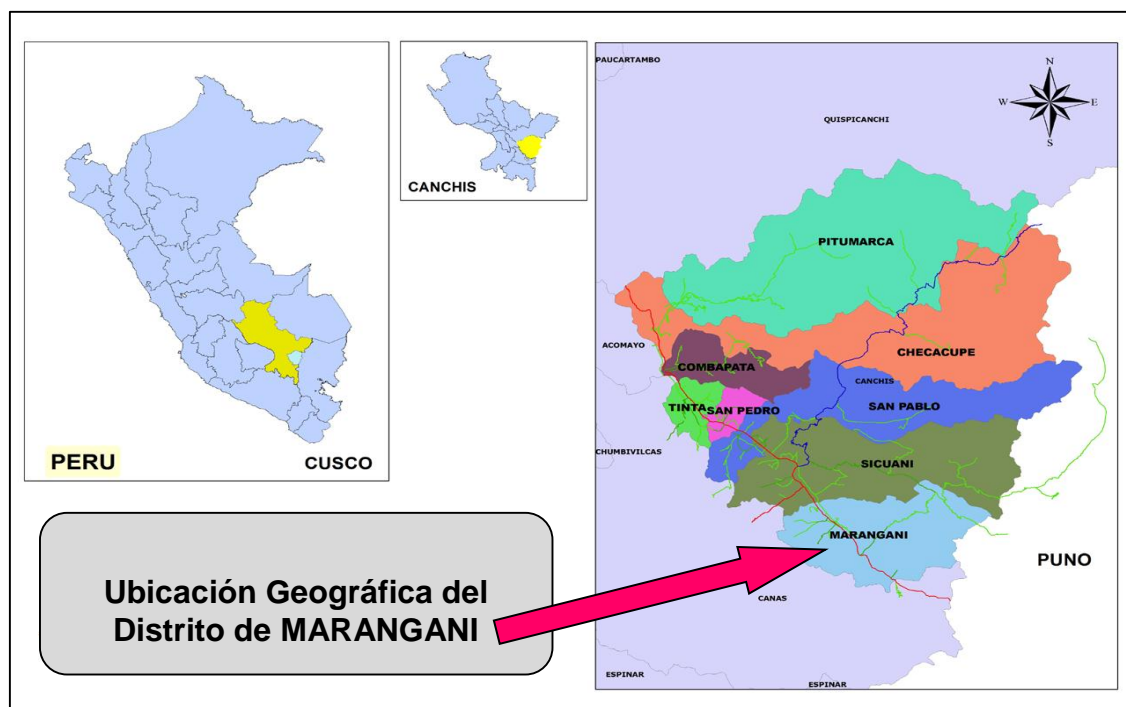 PERU
CUSCO
CANCHIS
PAUCARTAMBO
QUISPICANCHI
N
W
E
S
PITUMARCA
ACOMAYO
CHECACUPE
COMBAPATA
CANCHIS
TINTA
SAN PEDRO
SAN PABLO
CHUMBIVILCAS
SICUANI
MARANGANI
PUNO
CANAS
ESPINAR
ESPINAR
Ubicación Geográfica del
Distrito de MARANGANI